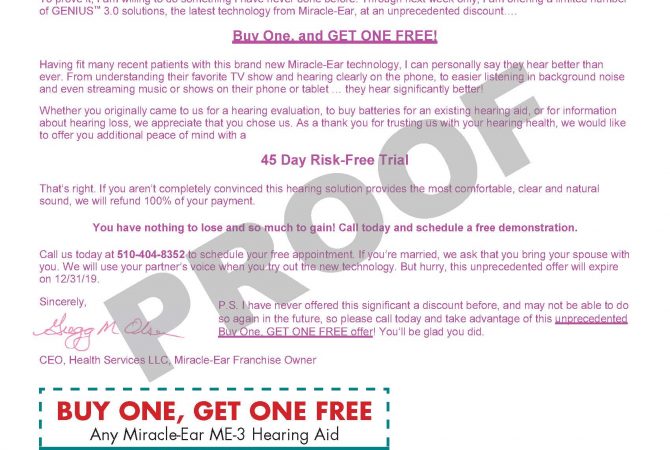 To prove it, I am willing to do something I have never done before. Through next week only, I am offering a limited number
of GENIUS™ 3.0 solutions, the latest technology from Miracle-Ear, at an unprecedented discount….
Buy One, and GET ONE FREE!
Having fit many recent patients with this brand new Miracle-Ear technology, I can personally say they hear better than
ever. From understanding their favorite TV show and hearing clearly on the phone, to easier listening in background noise
and even streaming music or shows on their phone or tablet … they hear significantly better!
Whether you originally came to us for a hearing evaluation, to buy batteries for an existing hearing aid, or for information
about hearing loss, we appreciate that you chose us. As a thank you for trusting us with your hearing health, we would like
to offer you additional peace of mind with a
45 Day Risk-Free Trial
That's right. If you aren't completely convinced this hearing solution provides the most comfortable, clear and natural
sound, we will refund 100% of your payment.
You have nothing to lose and so much to gain! Call today and schedule a free demonstration.
Call us today at 510-404-8352 to schedule your free appointment. If you're married, we ask that you bring your spouse with
you. We will use your partner's voice when you try out the new technology. But hurry, this unprecedented offer will expire
on 12/31/19.
Sincerely,
Gregg M Olsen
P.S. I have never offered this significant a discount before, and may not be able to do
so again in the future, so please call today and take advantage of this unprecedented
Buy One, GET ONE FREE offer! You'll be glad you did.
CEO, Health Services LLC, Miracle-Ear Franchise Owner
PROOF
BUY ONE, GET ONE FREE
Any Miracle-Ear ME-3 Hearing Aid